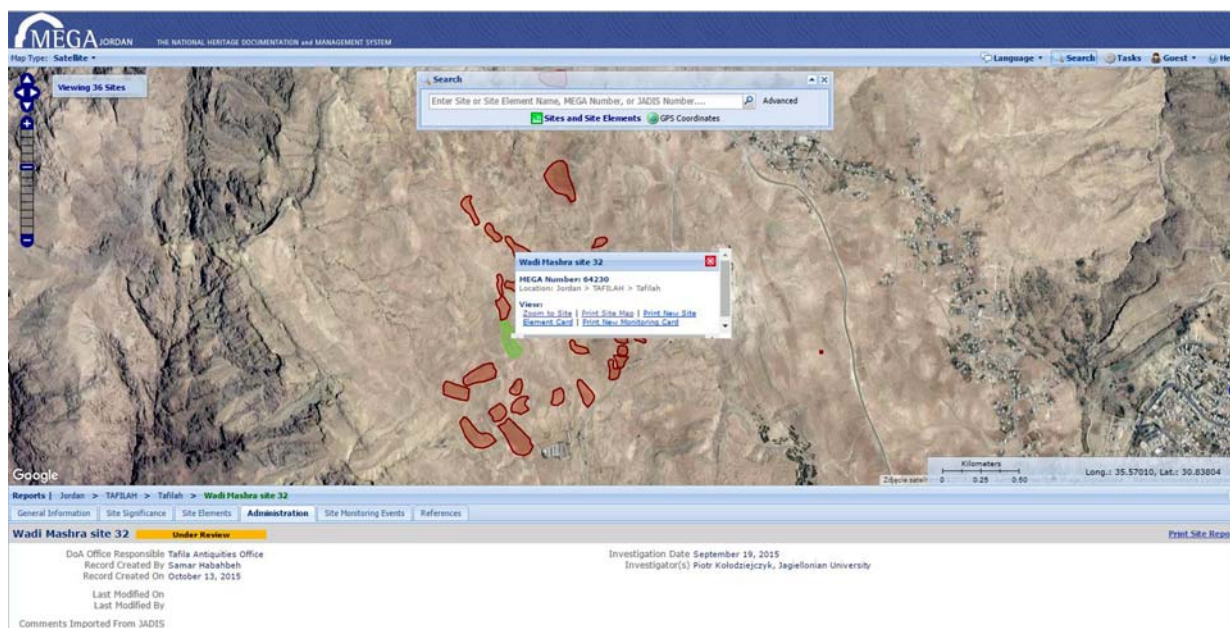 MEGA JORDAN THE NATIONAL HERITAGE DOCUMENTATION and MANAGEMENT SYSTEM
Map Type: Satellite
Language Search Tasks Guest He
Viewing 36 Sites
Search
Enter Site or Site Element Name, MEGA Number, or JADIS Number.... Advanced
Sites and Site Elements GPS Coordinates
Wadi Mashra site 32
MEGA Number: 64230
Location: Jordan > TAFILAH > Tafilah
View:
Zoom to Site | Print Site Map | Print New Site
Element Card | Print New Monitoring Card
Google
Kilometers
0 0.25 0.50
Long.: 35.57010, Lat.: 30.83804
Zdjęcia satelit
Reports | Jordan > TAFILAH > Tafilah > Wadi Mashra site 32
General Information Site Significance Site Elements Administration Site Monitoring Events References
Wadi Mashra site 32 Under Review Print Site Repo
DoA Office Responsible Tafila Antiquities Office
Record Created By Samar Habahbeh
Record Created On October 13, 2015
Last Modified On
Last Modified By
Comments Imported From JADIS
Investigation Date September 19, 2015
Investigator(s) Piotr Kołodziejczyk, Jagiellonian University